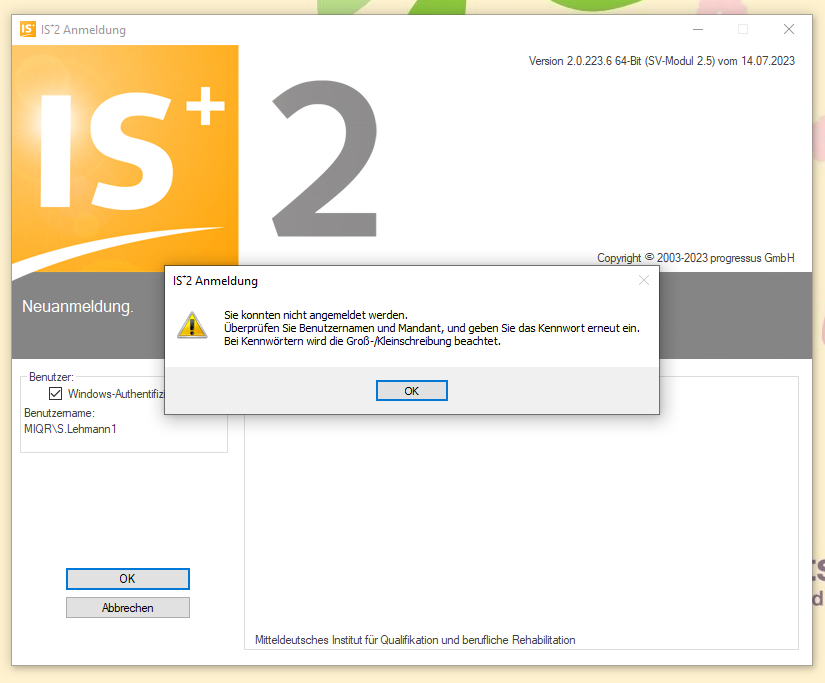 IS+2 Anmeldung
Version 2.0.223.6 64-Bit (SV-Modul 2.5) vom 14.07.2023
IS+
2
Copyright © 2003-2023 progressus GmbH
Neuanmeldung.
IS+2 Anmeldung
Sie konnten nicht angemeldet werden.
Überprüfen Sie Benutzernamen und Mandant, und geben Sie das Kennwort erneut ein.
Bei Kennwörtern wird die Groß-/Kleinschreibung beachtet.
OK
Benutzer:
Windows-Authentifizi
Benutzername:
MIQR\S.Lehmann1
OK
Abbrechen
Mitteldeutsches Institut für Qualifikation und berufliche Rehabilitation